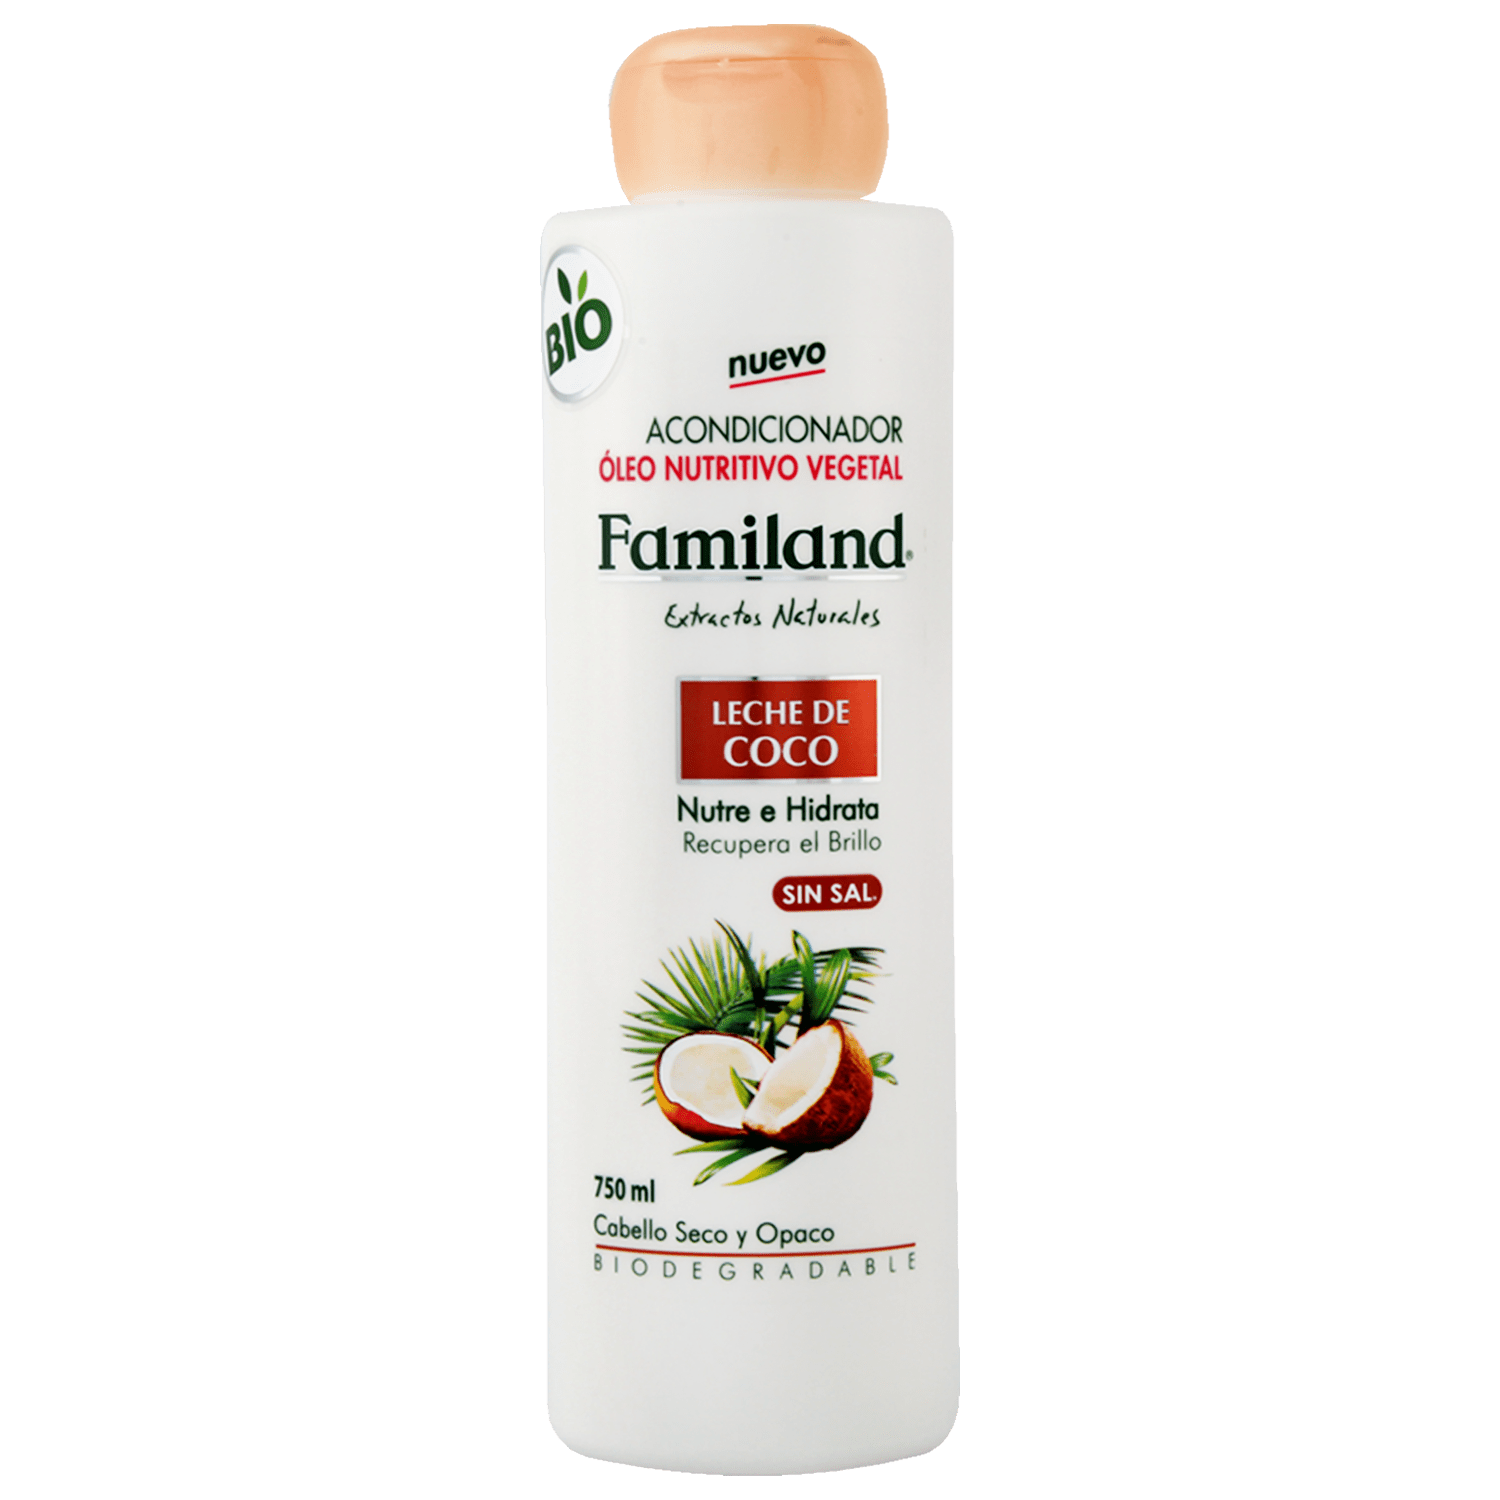 BIO
nuevo
ACONDICIONADOR
ÓLEO NUTRITIVO VEGETAL
Familand®
Extractos Naturales
LECHE DE
COCO
Nutre e Hidrata
Recupera el Brillo
SIN SAL.
750 ml
Cabello Seco y Opaco
BIODEGRADABLE